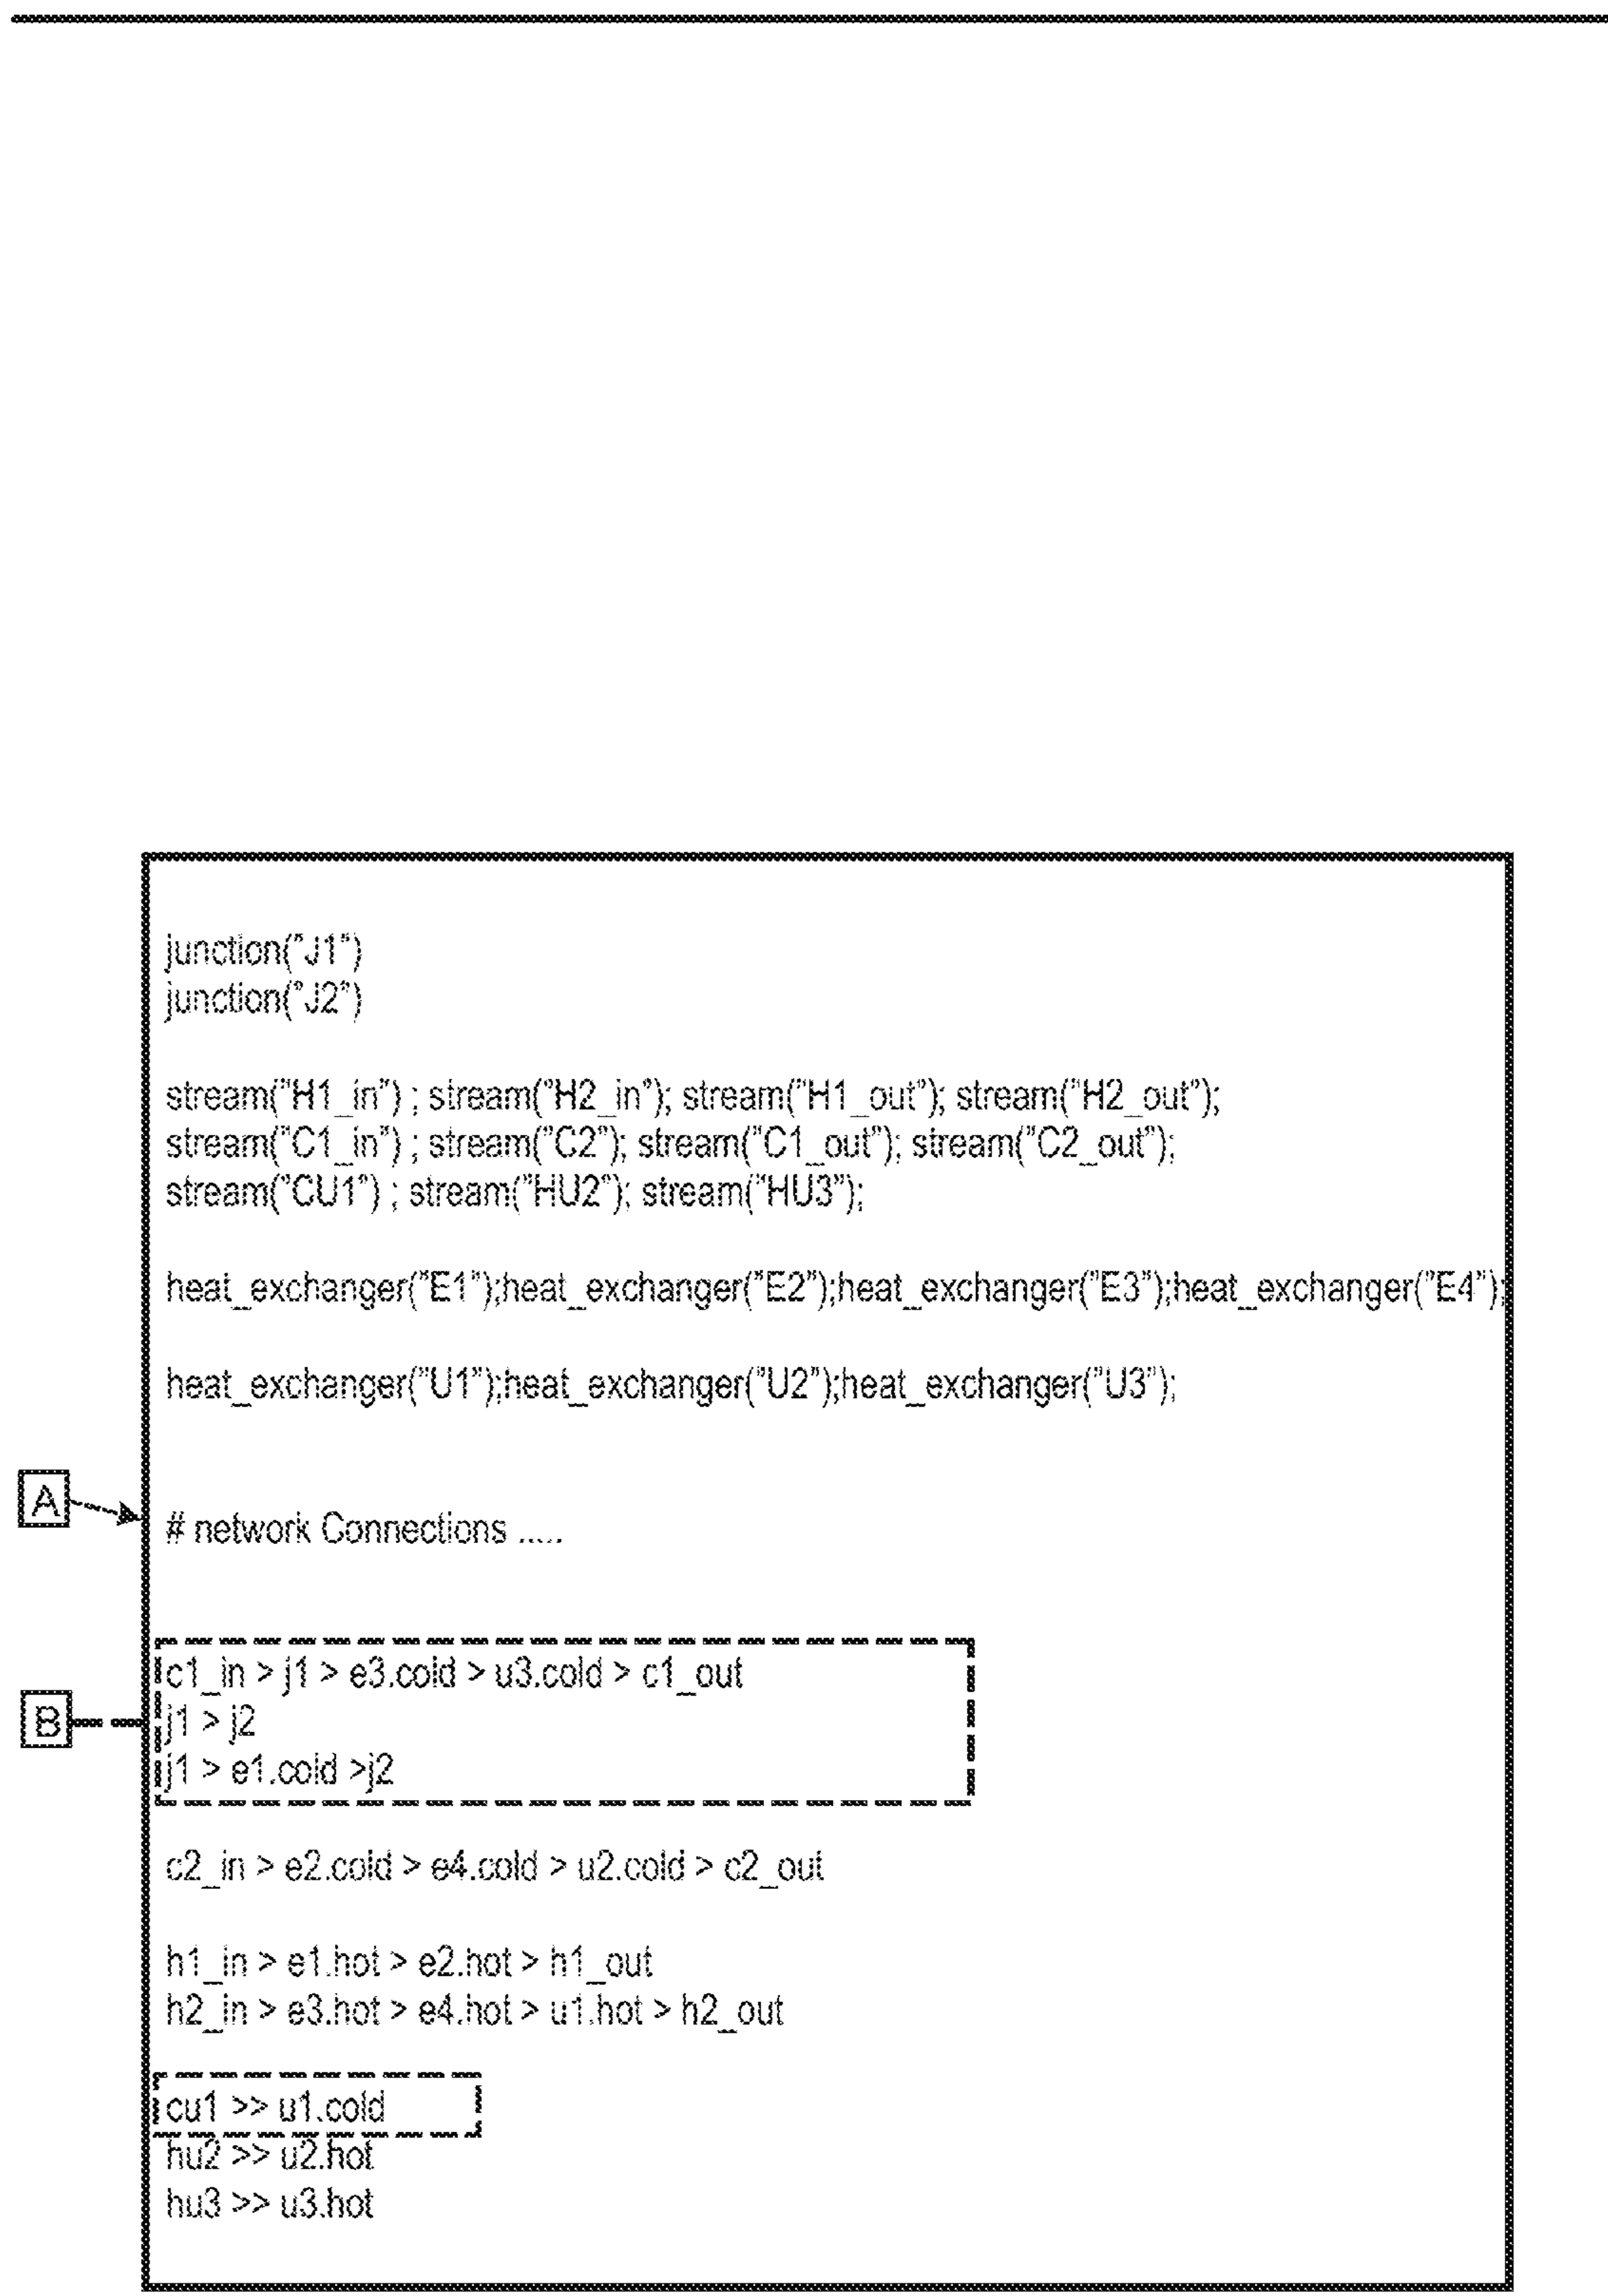 junction("J1")
junction("J2")
stream("H1_in") ; stream("H2_in"); stream("H1_out"); stream("H2_out");
stream("C1_in") ; stream("C2"); stream("C1_out"); stream("C2_out");
stream("CU1") ; stream("HU2"); stream("HU3");
heat_exchanger("E1");heat_exchanger("E2");heat_exchanger("E3");heat_exchanger("E4");
heat_exchanger("U1");heat_exchanger("U2");heat_exchanger("U3");
A
# network Connections .....
c1_in > j1 > e3.cold > u3.cold > c1_out
B
j1 > j2
j1 > e1.cold >j2
c2_in > e2.cold > e4.cold > u2.cold > c2_out
h1_in > e1.hot > e2.hot > h1_out
h2_in > e3.hot > e4.hot > u1.hot > h2_out
cu1 >> u1.cold
hu2 >> u2.hot
hu3 >> u3.hot